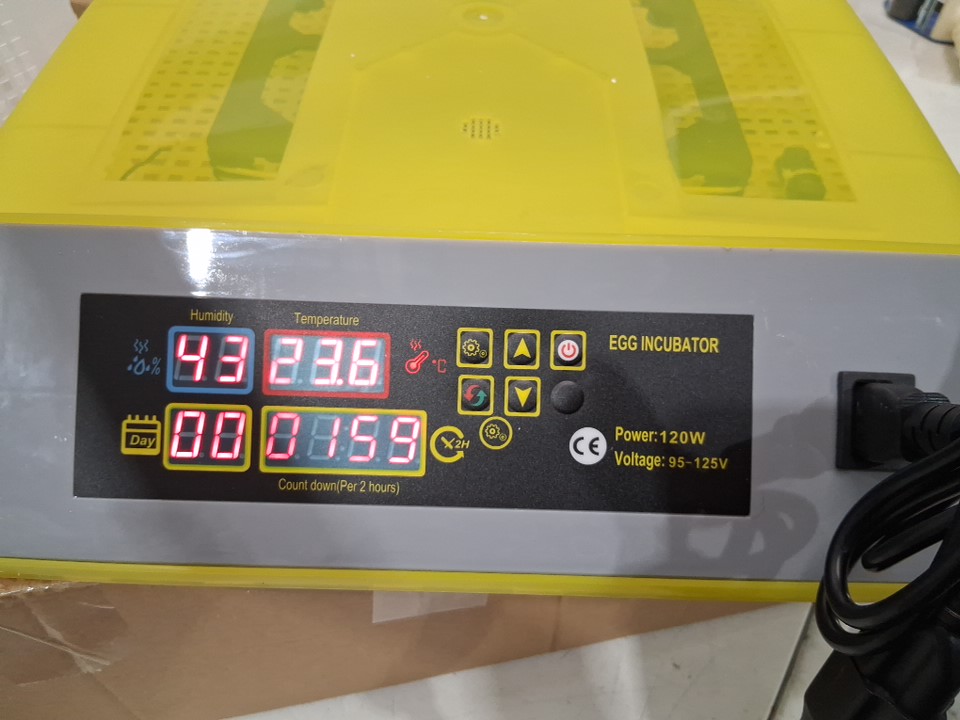 Humidity
Temperature
43
23.6
%
°C
EGG INCUBATOR
Day
00
0159
2H
Power:120W
Voltage: 95-125V
CE
Count down(Per 2 hours)